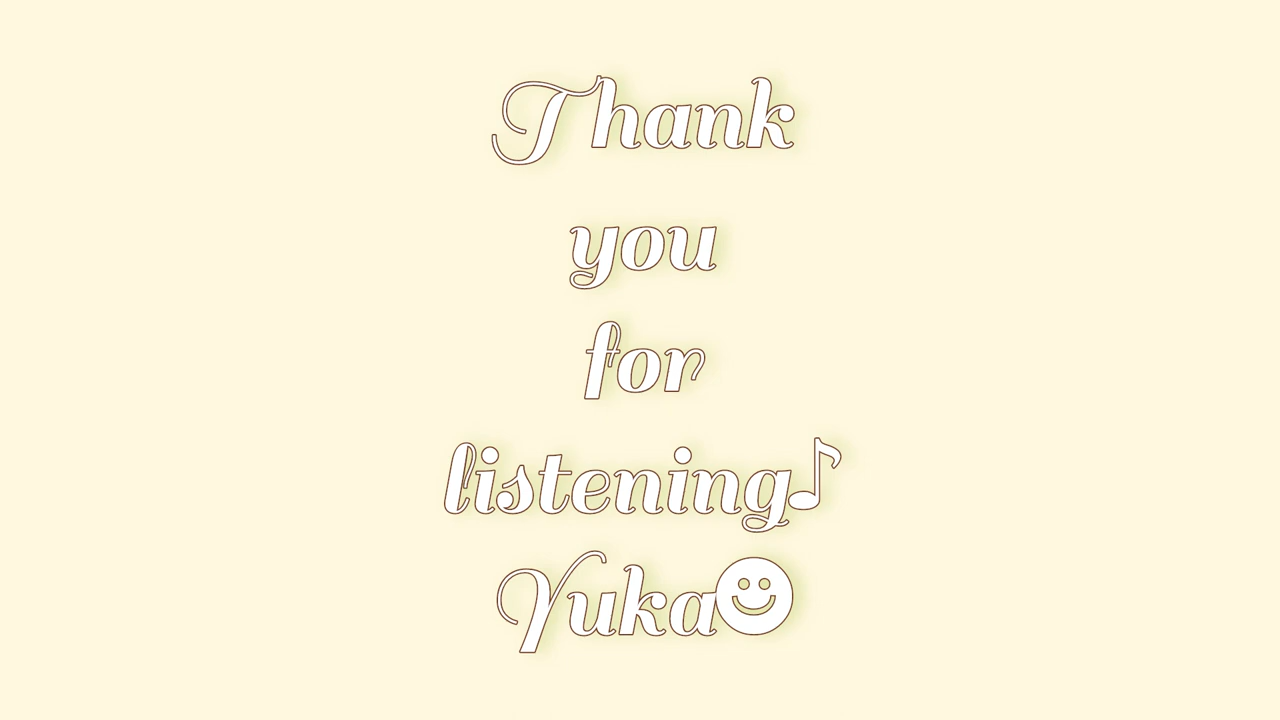 Thank
you
for
listening♪
Yuka☻